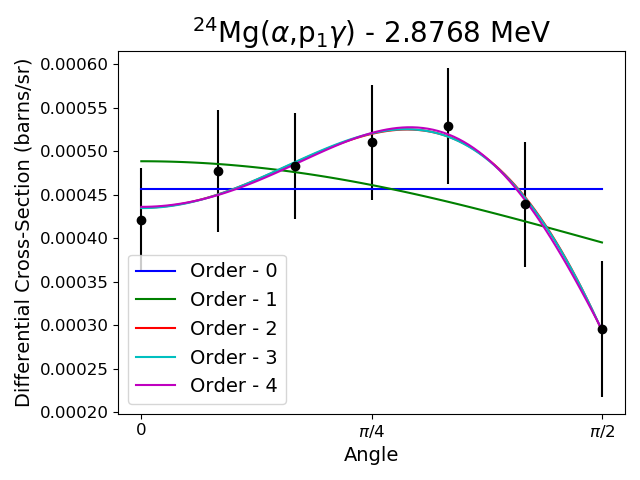 ²⁴Mg(α,p₁γ) - 2.8768 MeV
Differential Cross-Section (barns/sr)
0.00060
0.00055
0.00050
0.00045
0.00040
0.00035
0.00030
0.00025
0.00020
Order - 0
Order - 1
Order - 2
Order - 3
Order - 4
0
π/4
π/2
Angle